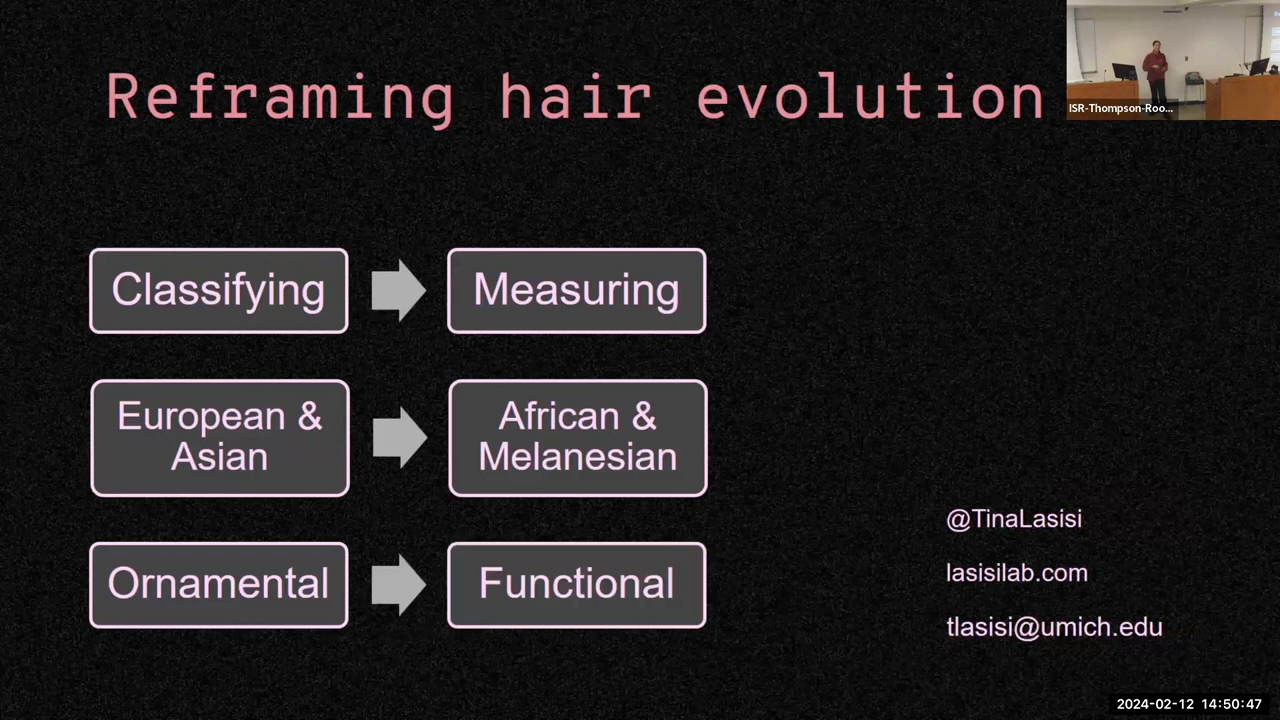 Reframing hair evolution
ISR-Thompson-Roo...
Classifying
Measuring
European &
Asian
African &
Melanesian
Ornamental
Functional
@TinaLasisi
lasisilab.com
tlasisi@umich.edu
2024-02-12 14:50:47